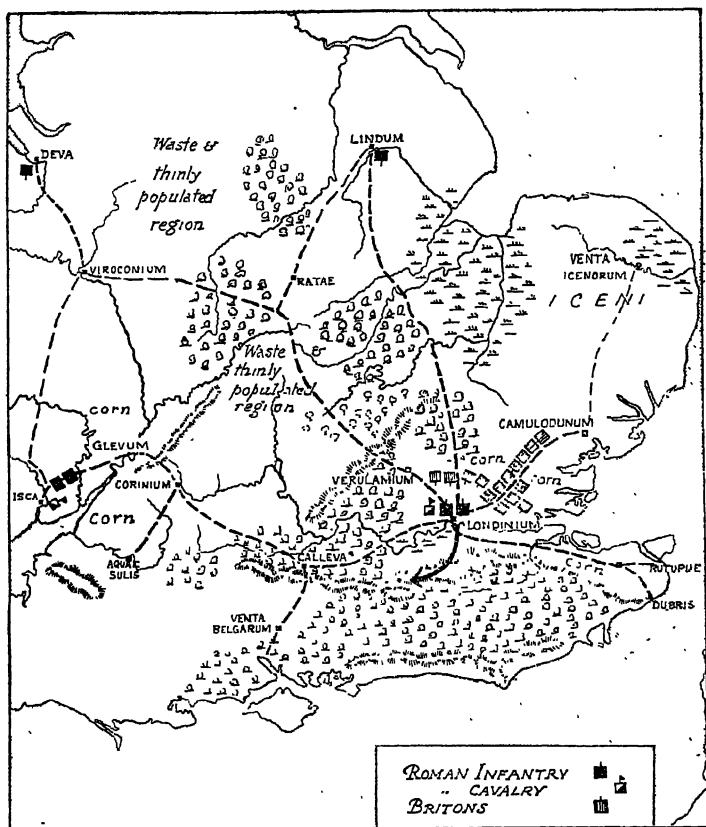 Waste &
thinly
populated
region
LINDUM
DEVA
VIROCONIUM
RATAE
VENTA
ICENORUM
ICENI
Waste &
thinly
populated
region
corn
GLEVUM
CAMULODUNUM
corn
corn
VERULAMIUM
ISCA
CORINIUM
corn
LONDINIUM
CALLEVA
AQUAE
SULIS
corn
RUTUPIAE
DUBRIS
VENTA
BELGARUM
ROMAN INFANTRY
" CAVALRY
BRITONS